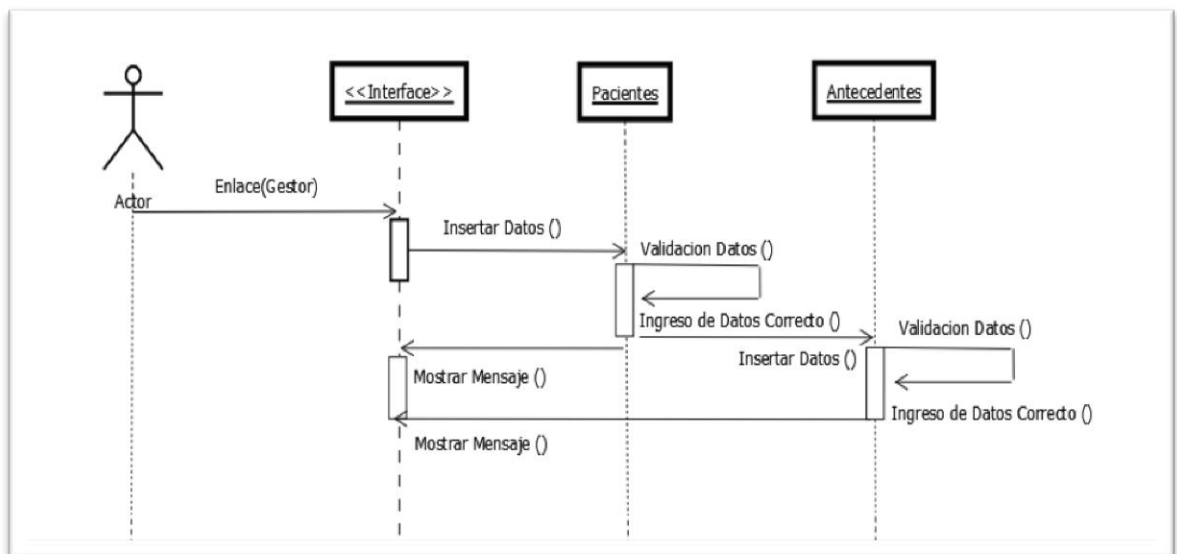 <<Interface>>
Pacientes
Antecedentes
Actor
Enlace(Gestor)
Insertar Datos ()
Validacion Datos ()
Ingreso de Datos Correcto ()
Validacion Datos ()
Insertar Datos ()
Mostrar Mensaje ()
Ingreso de Datos Correcto ()
Mostrar Mensaje ()